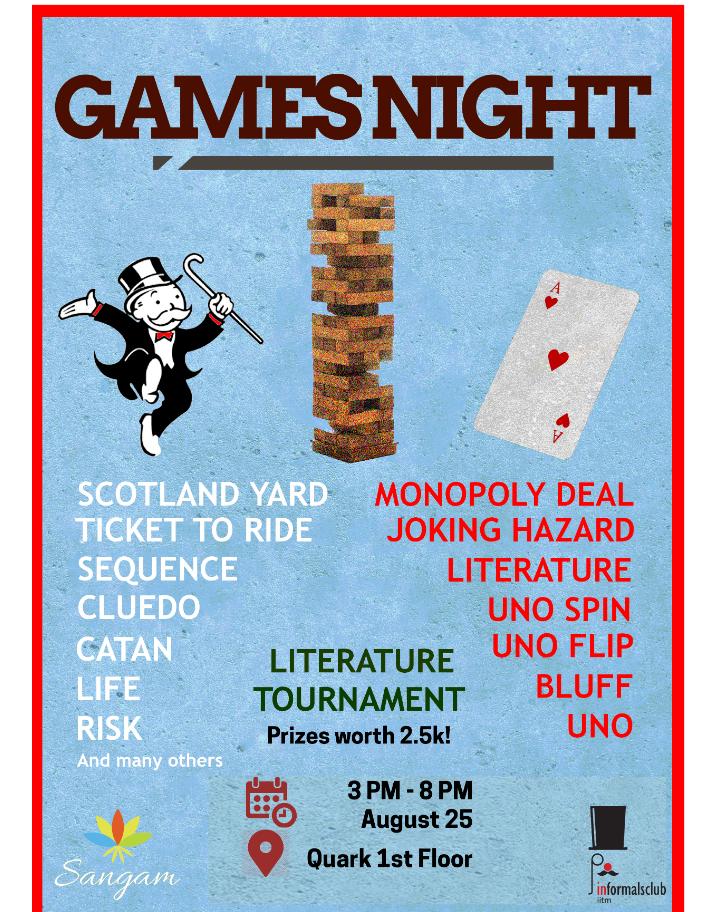 GAMES NIGHT
A
A
SCOTLAND YARD
TICKET TO RIDE
SEQUENCE
CLUEDO
CATAN
LIFE
RISK
And many others
MONOPOLY DEAL
JOKING HAZARD
LITERATURE
UNO SPIN
UNO FLIP
BLUFF
UNO
LITERATURE
TOURNAMENT
Prizes worth 2.5k!
3 PM - 8 PM
August 25
Quark 1st Floor
Sangam
informalsclub
iitm